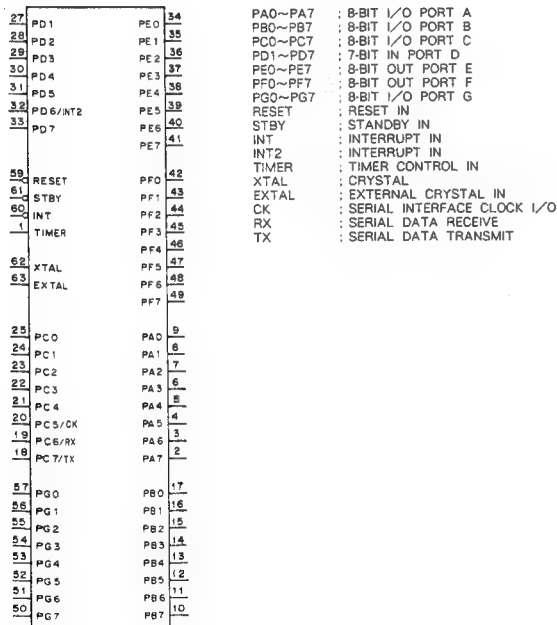 27 PD1
28 PD2
29 PD3
30 PD4
31 PD5
32 PD6/INT2
33 PD7
59 RESET
61 STBY
60 INT
1 TIMER
62 XTAL
63 EXTAL
25 PC0
24 PC1
23 PC2
22 PC3
21 PC4
20 PC5/CK
19 PC6/RX
18 PC7/TX
57 PG0
56 PG1
55 PG2
54 PG3
53 PG4
52 PG5
51 PG6
50 PG7
PE0 34
PE1 35
PE2 36
PE3 37
PE4 38
PE5 39
PE6 40
PE7 41
PF0 42
PF1 43
PF2 44
PF3 45
PF4 46
PF5 47
PF6 48
PF7 49
PA0 9
PA1 8
PA2 7
PA3 6
PA4 5
PA5 4
PA6 3
PA7 2
PB0 17
PB1 16
PB2 15
PB3 14
PB4 13
PB5 12
PB6 11
PB7 10
PA0~PA7 : 8-BIT I/O PORT A
PB0~PB7 : 8-BIT I/O PORT B
PC0~PC7 : 8-BIT I/O PORT C
PD1~PD7 : 7-BIT IN PORT D
PE0~PE7 : 8-BIT OUT PORT E
PF0~PF7 : 8-BIT OUT PORT F
PG0~PG7 : 8-BIT I/O PORT G
RESET : RESET IN
STBY : STANDBY IN
INT : INTERRUPT IN
INT2 : INTERRUPT IN
TIMER : TIMER CONTROL IN
XTAL : CRYSTAL
EXTAL : EXTERNAL CRYSTAL IN
CK : SERIAL INTERFACE CLOCK I/O
RX : SERIAL DATA RECEIVE
TX : SERIAL DATA TRANSMIT